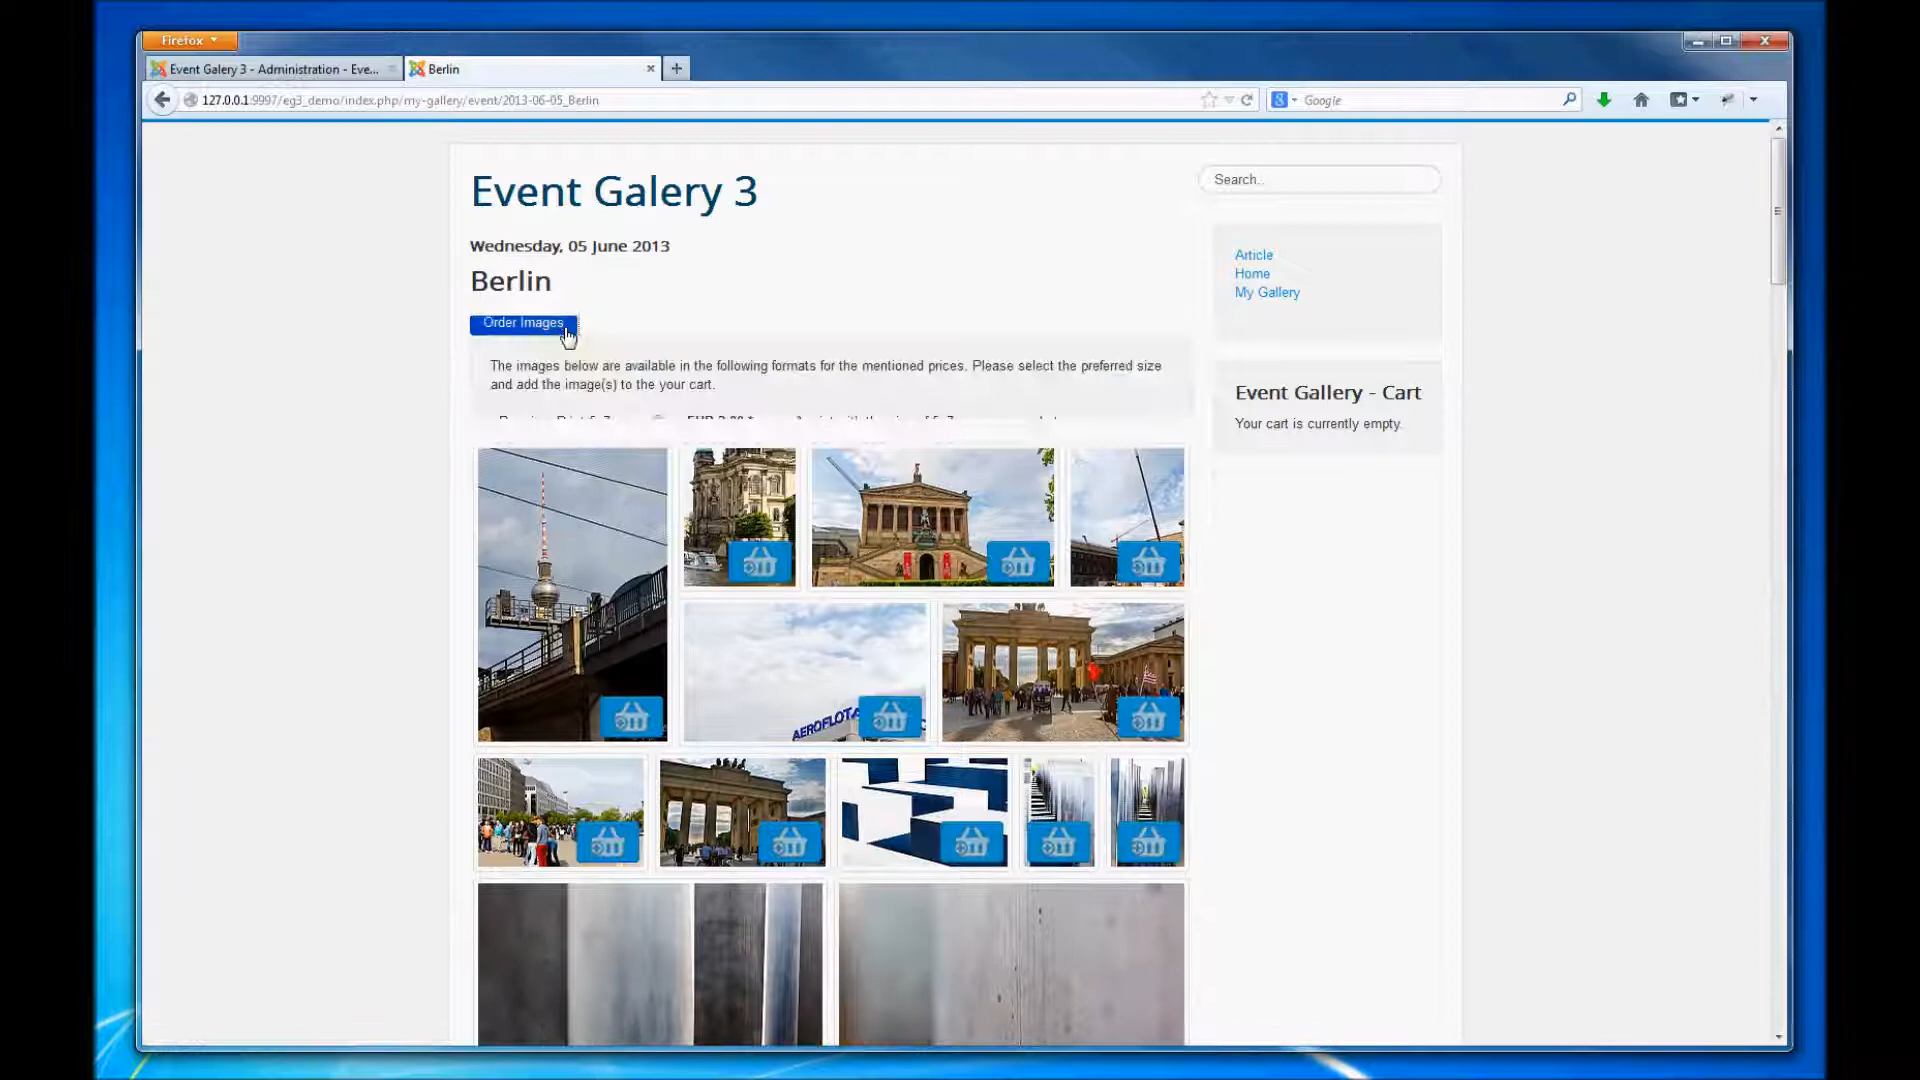 Firefox
Event Galery 3 - Administration - Eve...
Berlin
127.0.0.1:9997/eg3_demo/index.php/my-gallery/event/2013-06-05_Berlin
Google
Event Galery 3
Search...
Wednesday, 05 June 2013
Article
Home
My Gallery
Berlin
Order Images
The images below are available in the following formats for the mentioned prices. Please select the preferred size
and add the image(s) to the your cart.
Event Gallery - Cart
Your cart is currently empty.
AEROFLOT